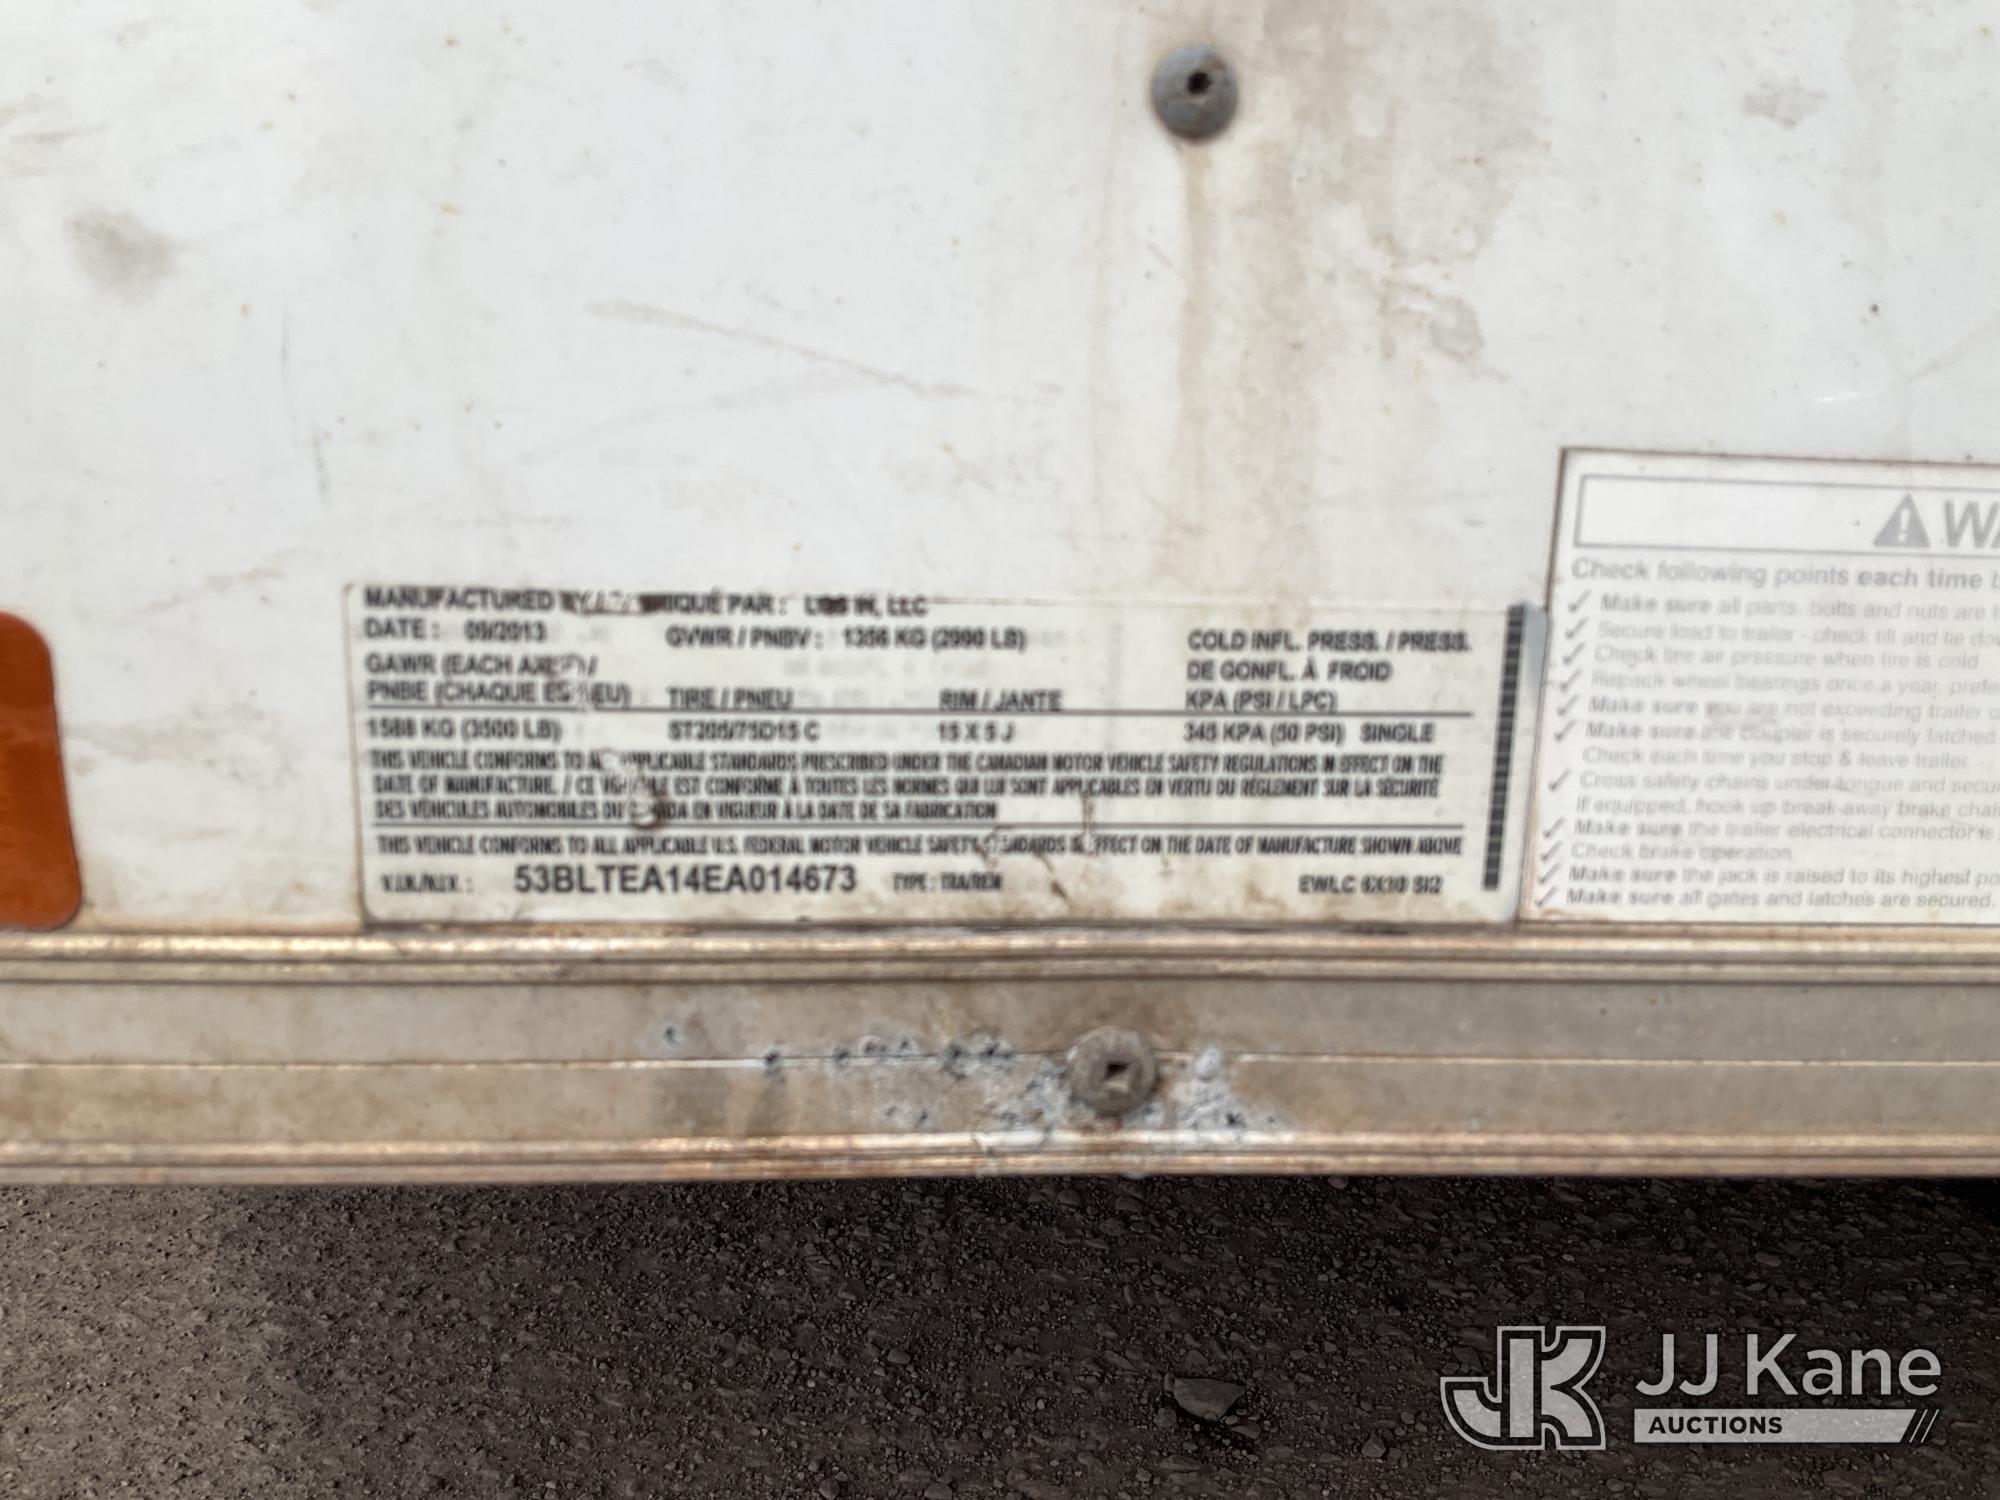 MANUFACTURED BY / FABRIQUÉ PAR :
DATE : 09/2013 GVWR / PNBV : 1356 KG (2990 LB) COLD INFL. PRESS. / PRESS.
GAWR (EACH AXLE) / DE GONFL. À FROID
PNBE (CHAQUE ESSIEU) TIRE / PNEU RIM / JANTE KPA (PSI / LPC)
1588 KG (3500 LB) ST205/75D15 C 15 X 5 J 345 KPA (50 PSI) SINGLE
THIS VEHICLE CONFORMS TO ALL APPLICABLE STANDARDS PRESCRIBED UNDER THE CANADIAN MOTOR VEHICLE SAFETY REGULATIONS IN EFFECT ON THE
DATE OF MANUFACTURE. / CE VÉHICULE EST CONFORME À TOUTES LES NORMES QUI LUI SONT APPLICABLES EN VERTU DU RÈGLEMENT SUR LA SÉCURITÉ
DES VÉHICULES AUTOMOBILES DU CANADA EN VIGUEUR À LA DATE DE SA FABRICATION
THIS VEHICLE CONFORMS TO ALL APPLICABLE U.S. FEDERAL MOTOR VEHICLE SAFETY STANDARDS IN EFFECT ON THE DATE OF MANUFACTURE SHOWN ABOVE
V.I.N./N.I.V. : 53BLTEA14EA014673 TYPE : TRA/REM EWLC 6X10 SI2
WA
Check following points each time
✓ Make sure all parts, bolts and nuts are
✓ Secure load to trailer - check tilt and tie
✓ Check tire air pressure when tire is cold
✓ Repack wheel bearings once a year,
✓ Make sure you are not exceeding trailer
✓ Make sure the coupler is securely latched
Check each time you stop & leave trailer.
✓ Cross safety chains under tongue and
If equipped, hook up break-away brake
✓ Make sure the trailer electrical connector is
✓ Check brake operation.
✓ Make sure the jack is raised to its highest
✓ Make sure all gates and latches are secured.
JK JJ Kane
AUCTIONS